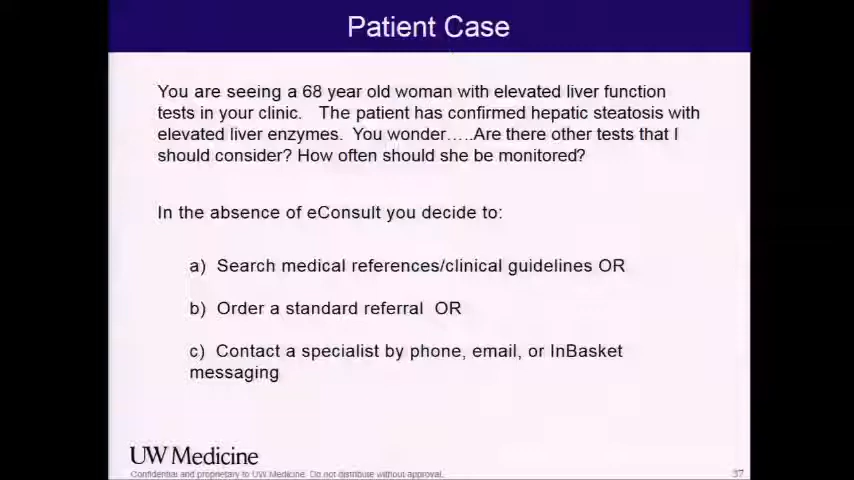 Patient Case
You are seeing a 68 year old woman with elevated liver function
tests in your clinic. The patient has confirmed hepatic steatosis with
elevated liver enzymes. You wonder…..Are there other tests that I
should consider? How often should she be monitored?
In the absence of eConsult you decide to:
a) Search medical references/clinical guidelines OR
b) Order a standard referral OR
c) Contact a specialist by phone, email, or InBasket
messaging
UW Medicine
Confidential and proprietary to UW Medicine. Do not distribute without approval.
37